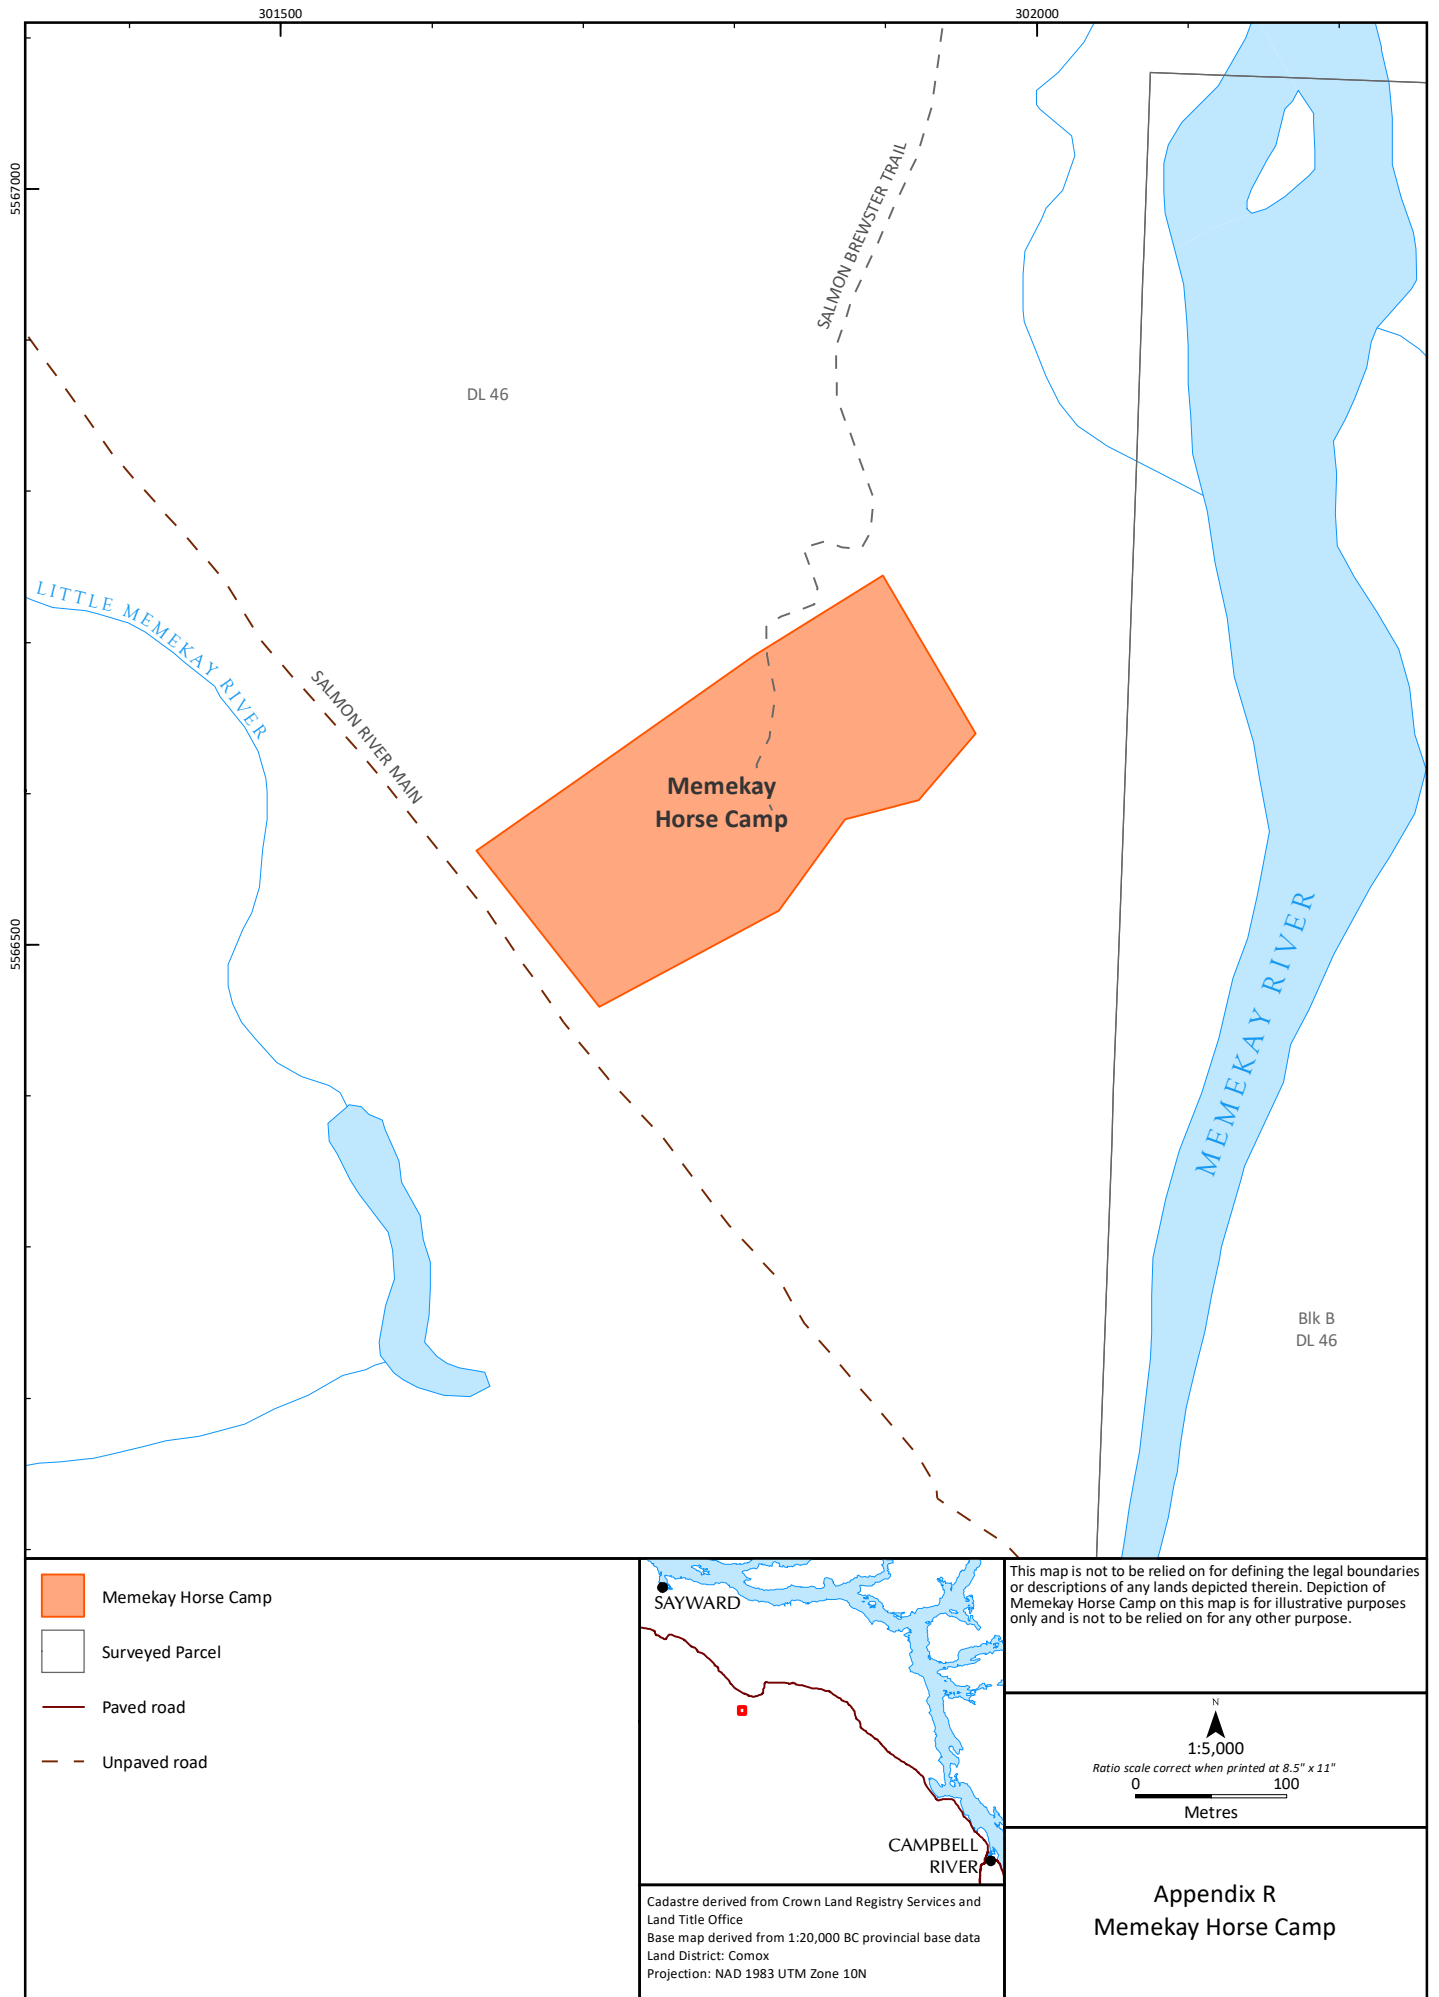 301500
302000
5567000
5566500
SALMON BREWSTER TRAIL
DL 46
LITTLE MEMEKAY RIVER
SALMON RIVER MAIN
Memekay
Horse Camp
MEMEKAY RIVER
Blk B
DL 46
Memekay Horse Camp
Surveyed Parcel
Paved road
Unpaved road
SAYWARD
CAMPBELL
RIVER
Cadastre derived from Crown Land Registry Services and
Land Title Office
Base map derived from 1:20,000 BC provincial base data
Land District: Comox
Projection: NAD 1983 UTM Zone 10N
This map is not to be relied on for defining the legal boundaries
or descriptions of any lands depicted therein. Depiction of
Memekay Horse Camp on this map is for illustrative purposes
only and is not to be relied on for any other purpose.
N
1:5,000
Ratio scale correct when printed at 8.5" x 11"
0 100
Metres
Appendix R
Memekay Horse Camp